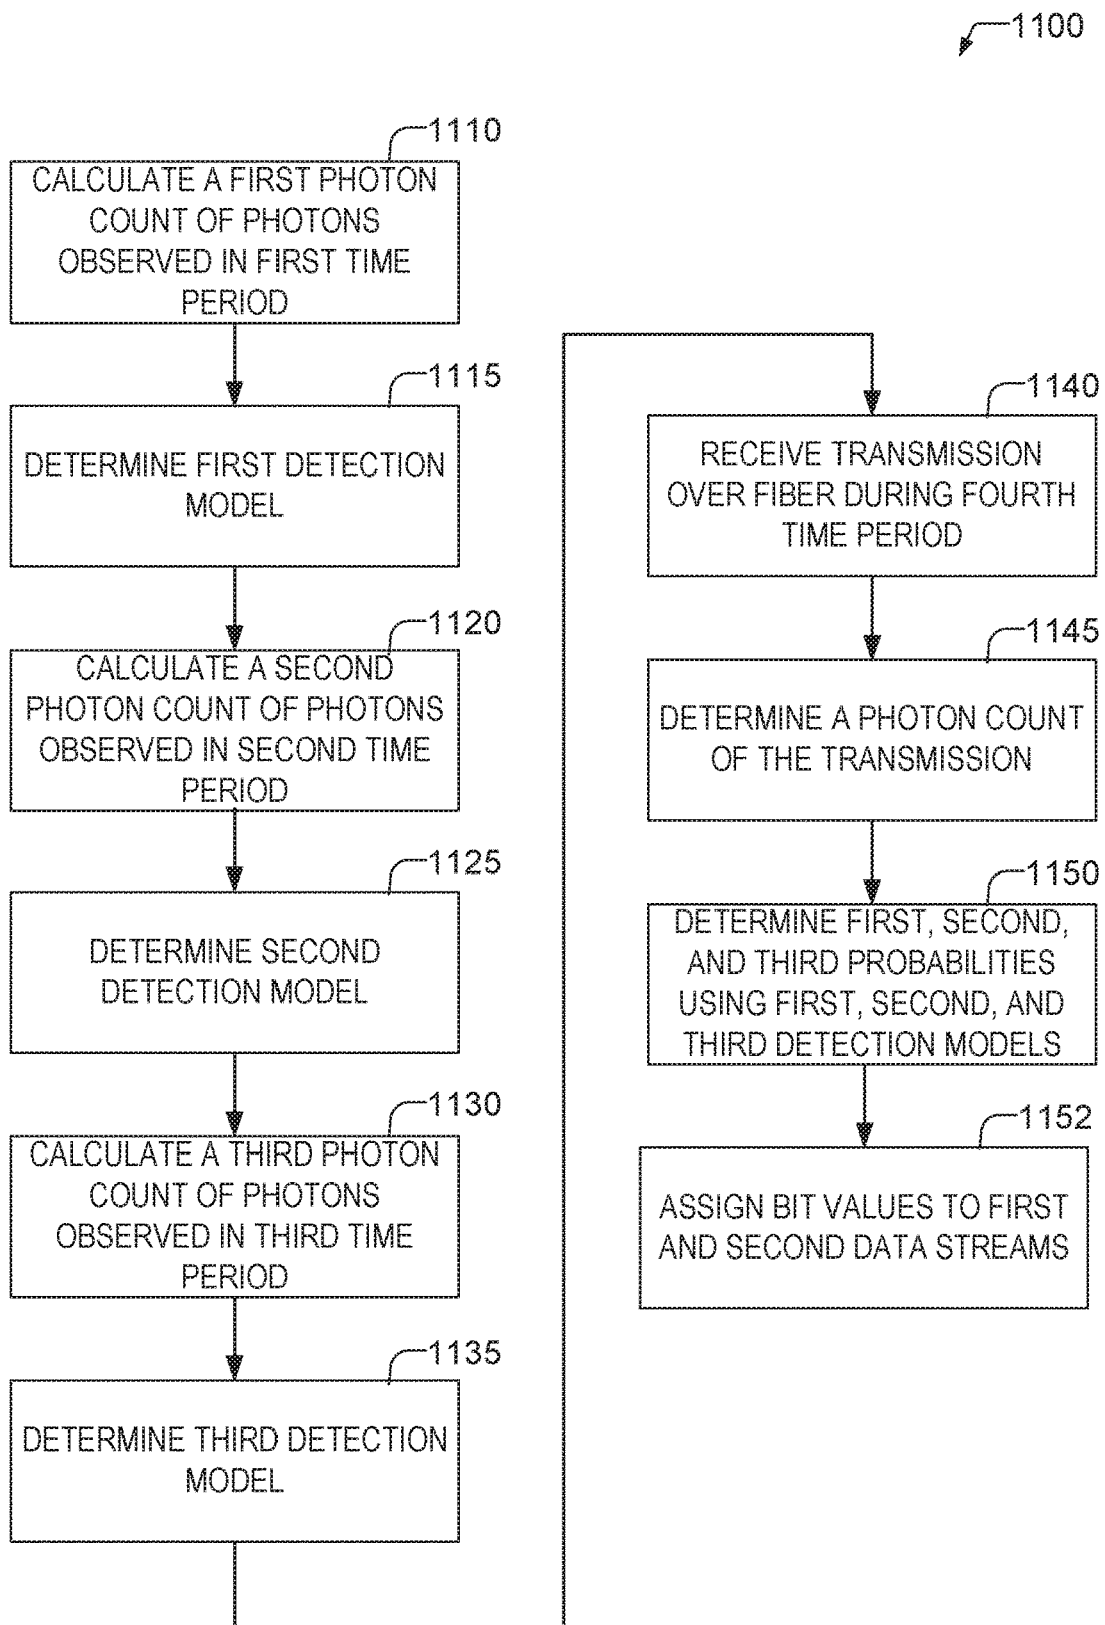 1100
1110
CALCULATE A FIRST PHOTON
COUNT OF PHOTONS
OBSERVED IN FIRST TIME
PERIOD
1115
DETERMINE FIRST DETECTION
MODEL
1120
CALCULATE A SECOND
PHOTON COUNT OF PHOTONS
OBSERVED IN SECOND TIME
PERIOD
1125
DETERMINE SECOND
DETECTION MODEL
1130
CALCULATE A THIRD PHOTON
COUNT OF PHOTONS
OBSERVED IN THIRD TIME
PERIOD
1135
DETERMINE THIRD DETECTION
MODEL
1140
RECEIVE TRANSMISSION
OVER FIBER DURING FOURTH
TIME PERIOD
1145
DETERMINE A PHOTON COUNT
OF THE TRANSMISSION
1150
DETERMINE FIRST, SECOND,
AND THIRD PROBABILITIES
USING FIRST, SECOND, AND
THIRD DETECTION MODELS
1152
ASSIGN BIT VALUES TO FIRST
AND SECOND DATA STREAMS